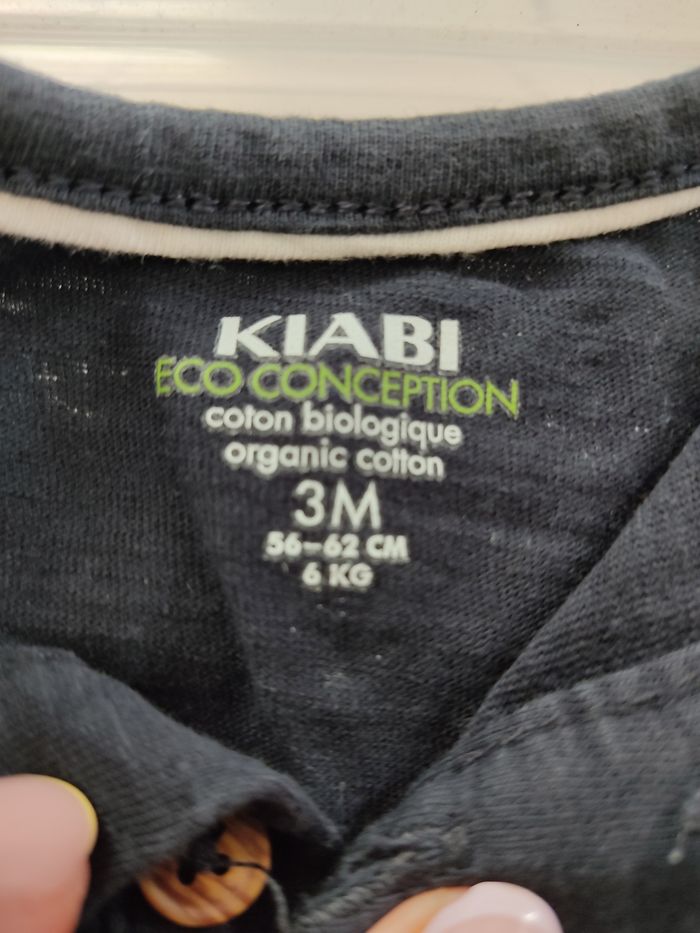 KIABI
ECO CONCEPTION
coton biologique
organic cotton
3M
56-62 CM
6 KG